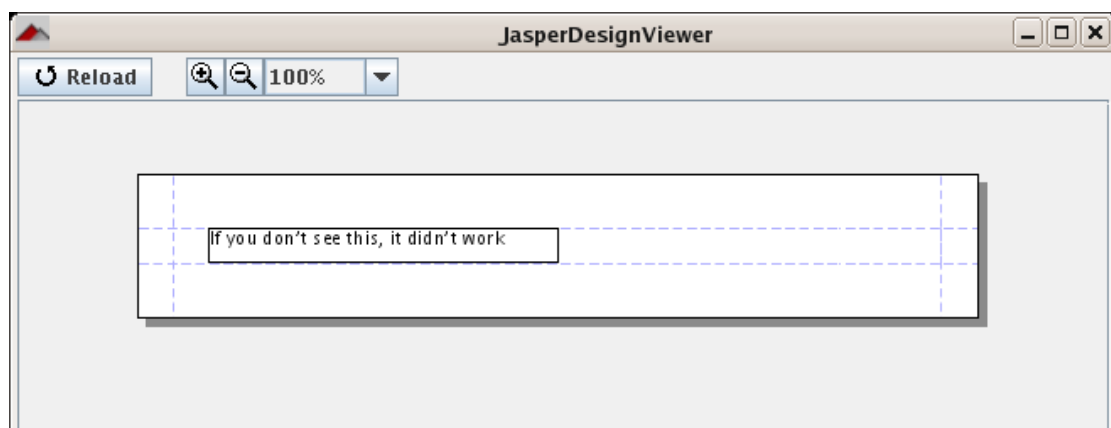 JasperDesignViewer
Reload 100%
If you don't see this, it didn't work